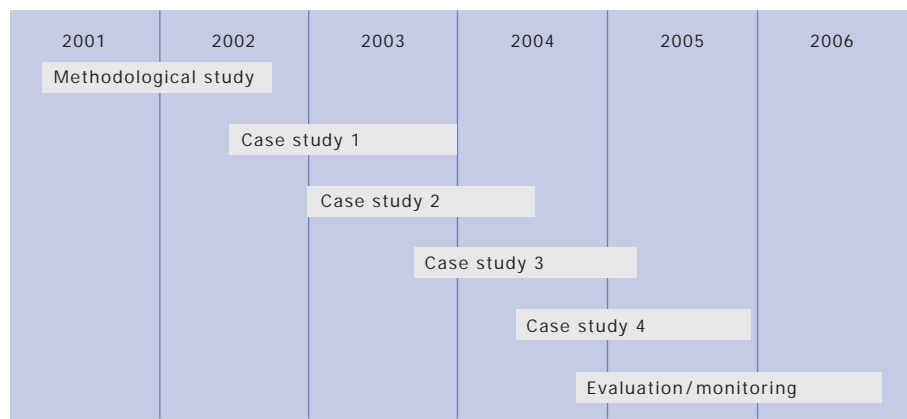 2001 2002 2003 2004 2005 2006
Methodological study
Case study 1
Case study 2
Case study 3
Case study 4
Evaluation/monitoring